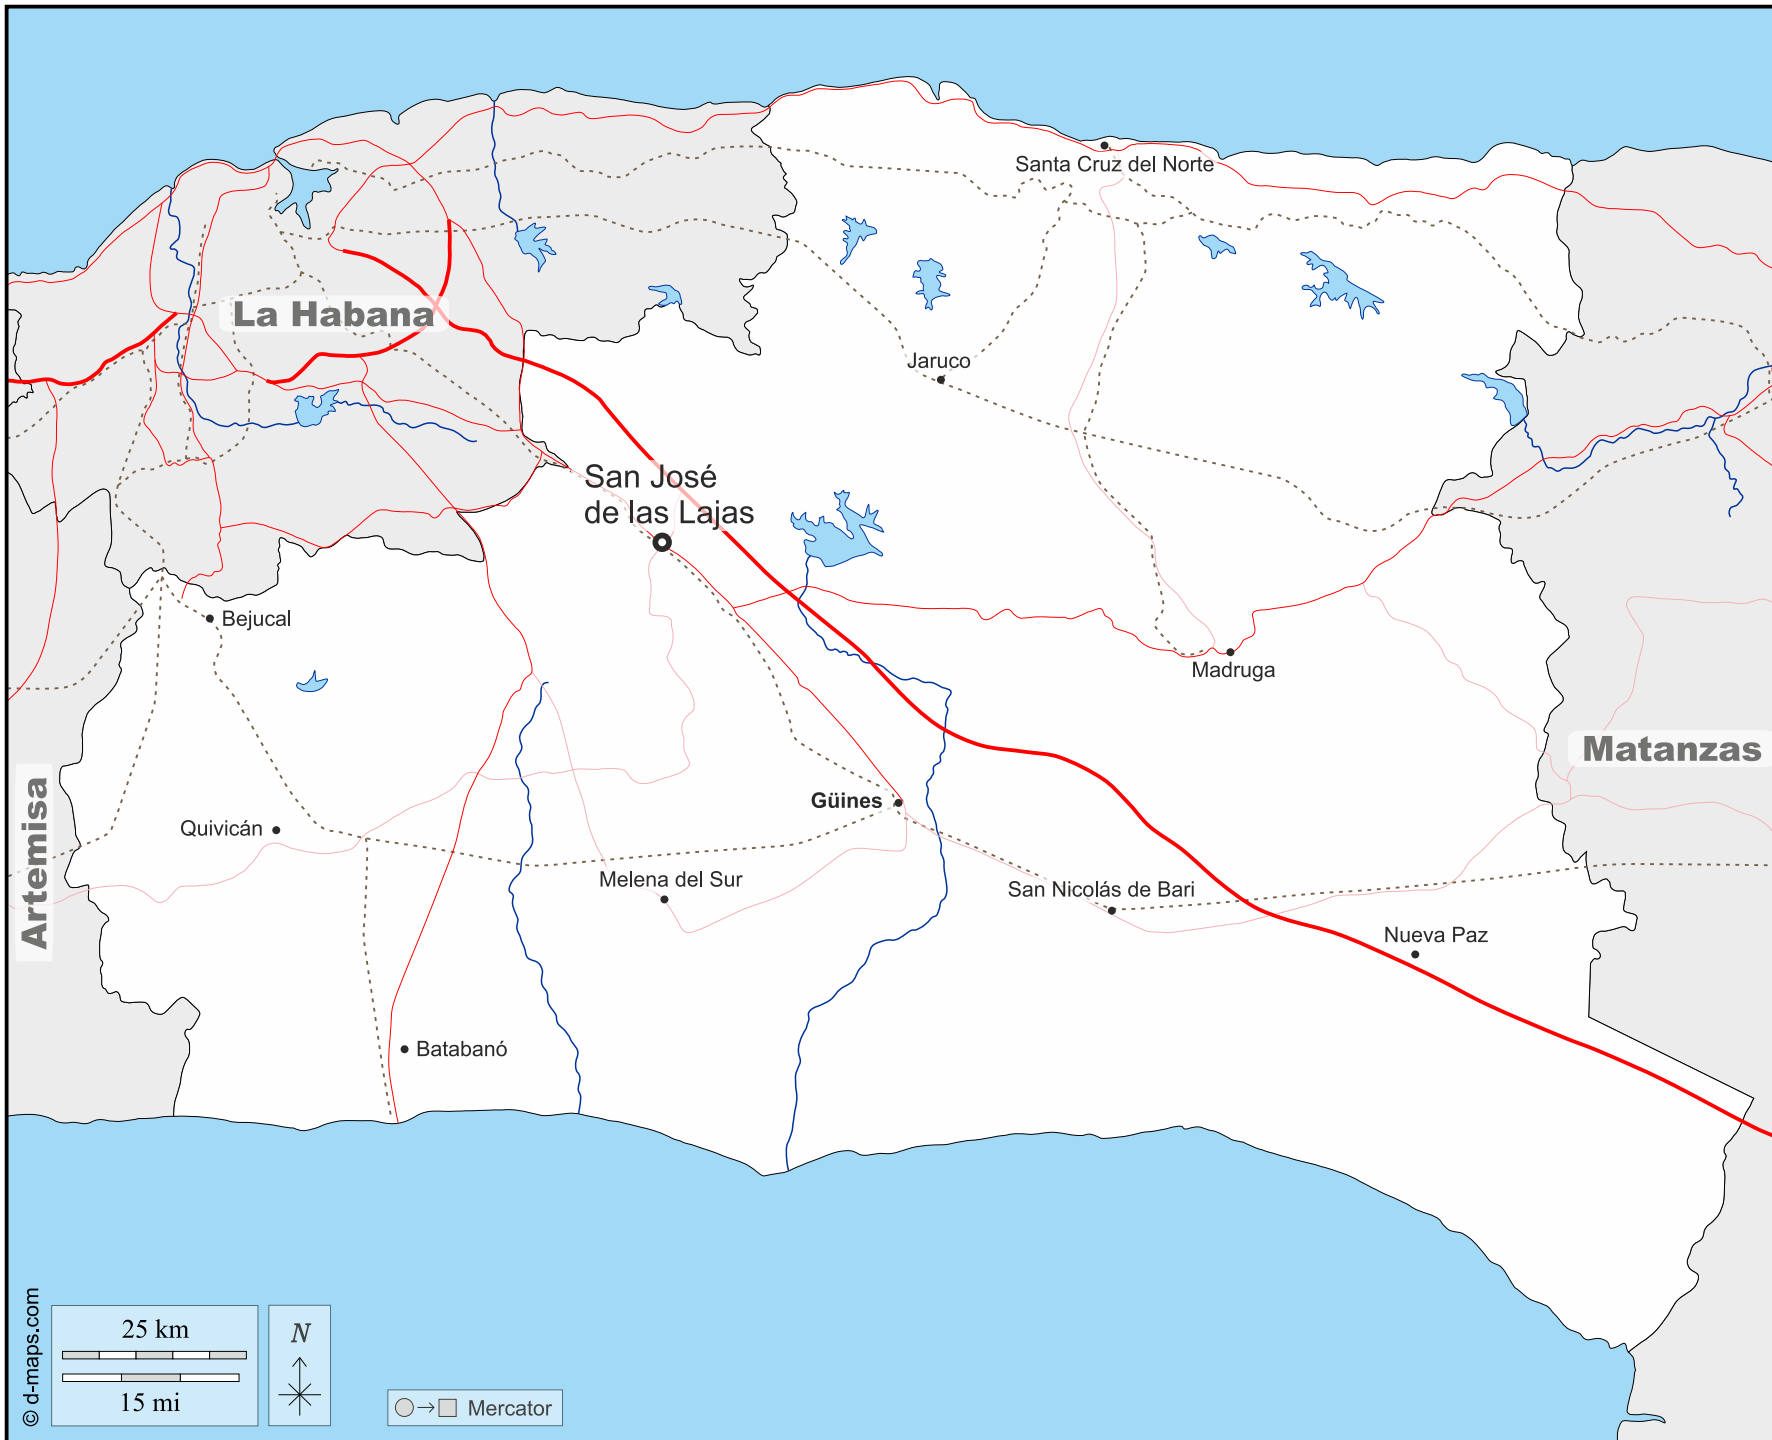 Santa Cruz del Norte
La Habana
Jaruco
San José
de las Lajas
Bejucal
Madruga
Matanzas
Artemisa
Güines
Quivicán
Melena del Sur
San Nicolás de Bari
Nueva Paz
Batabanó
© d-maps.com
25 km
15 mi
N
Mercator